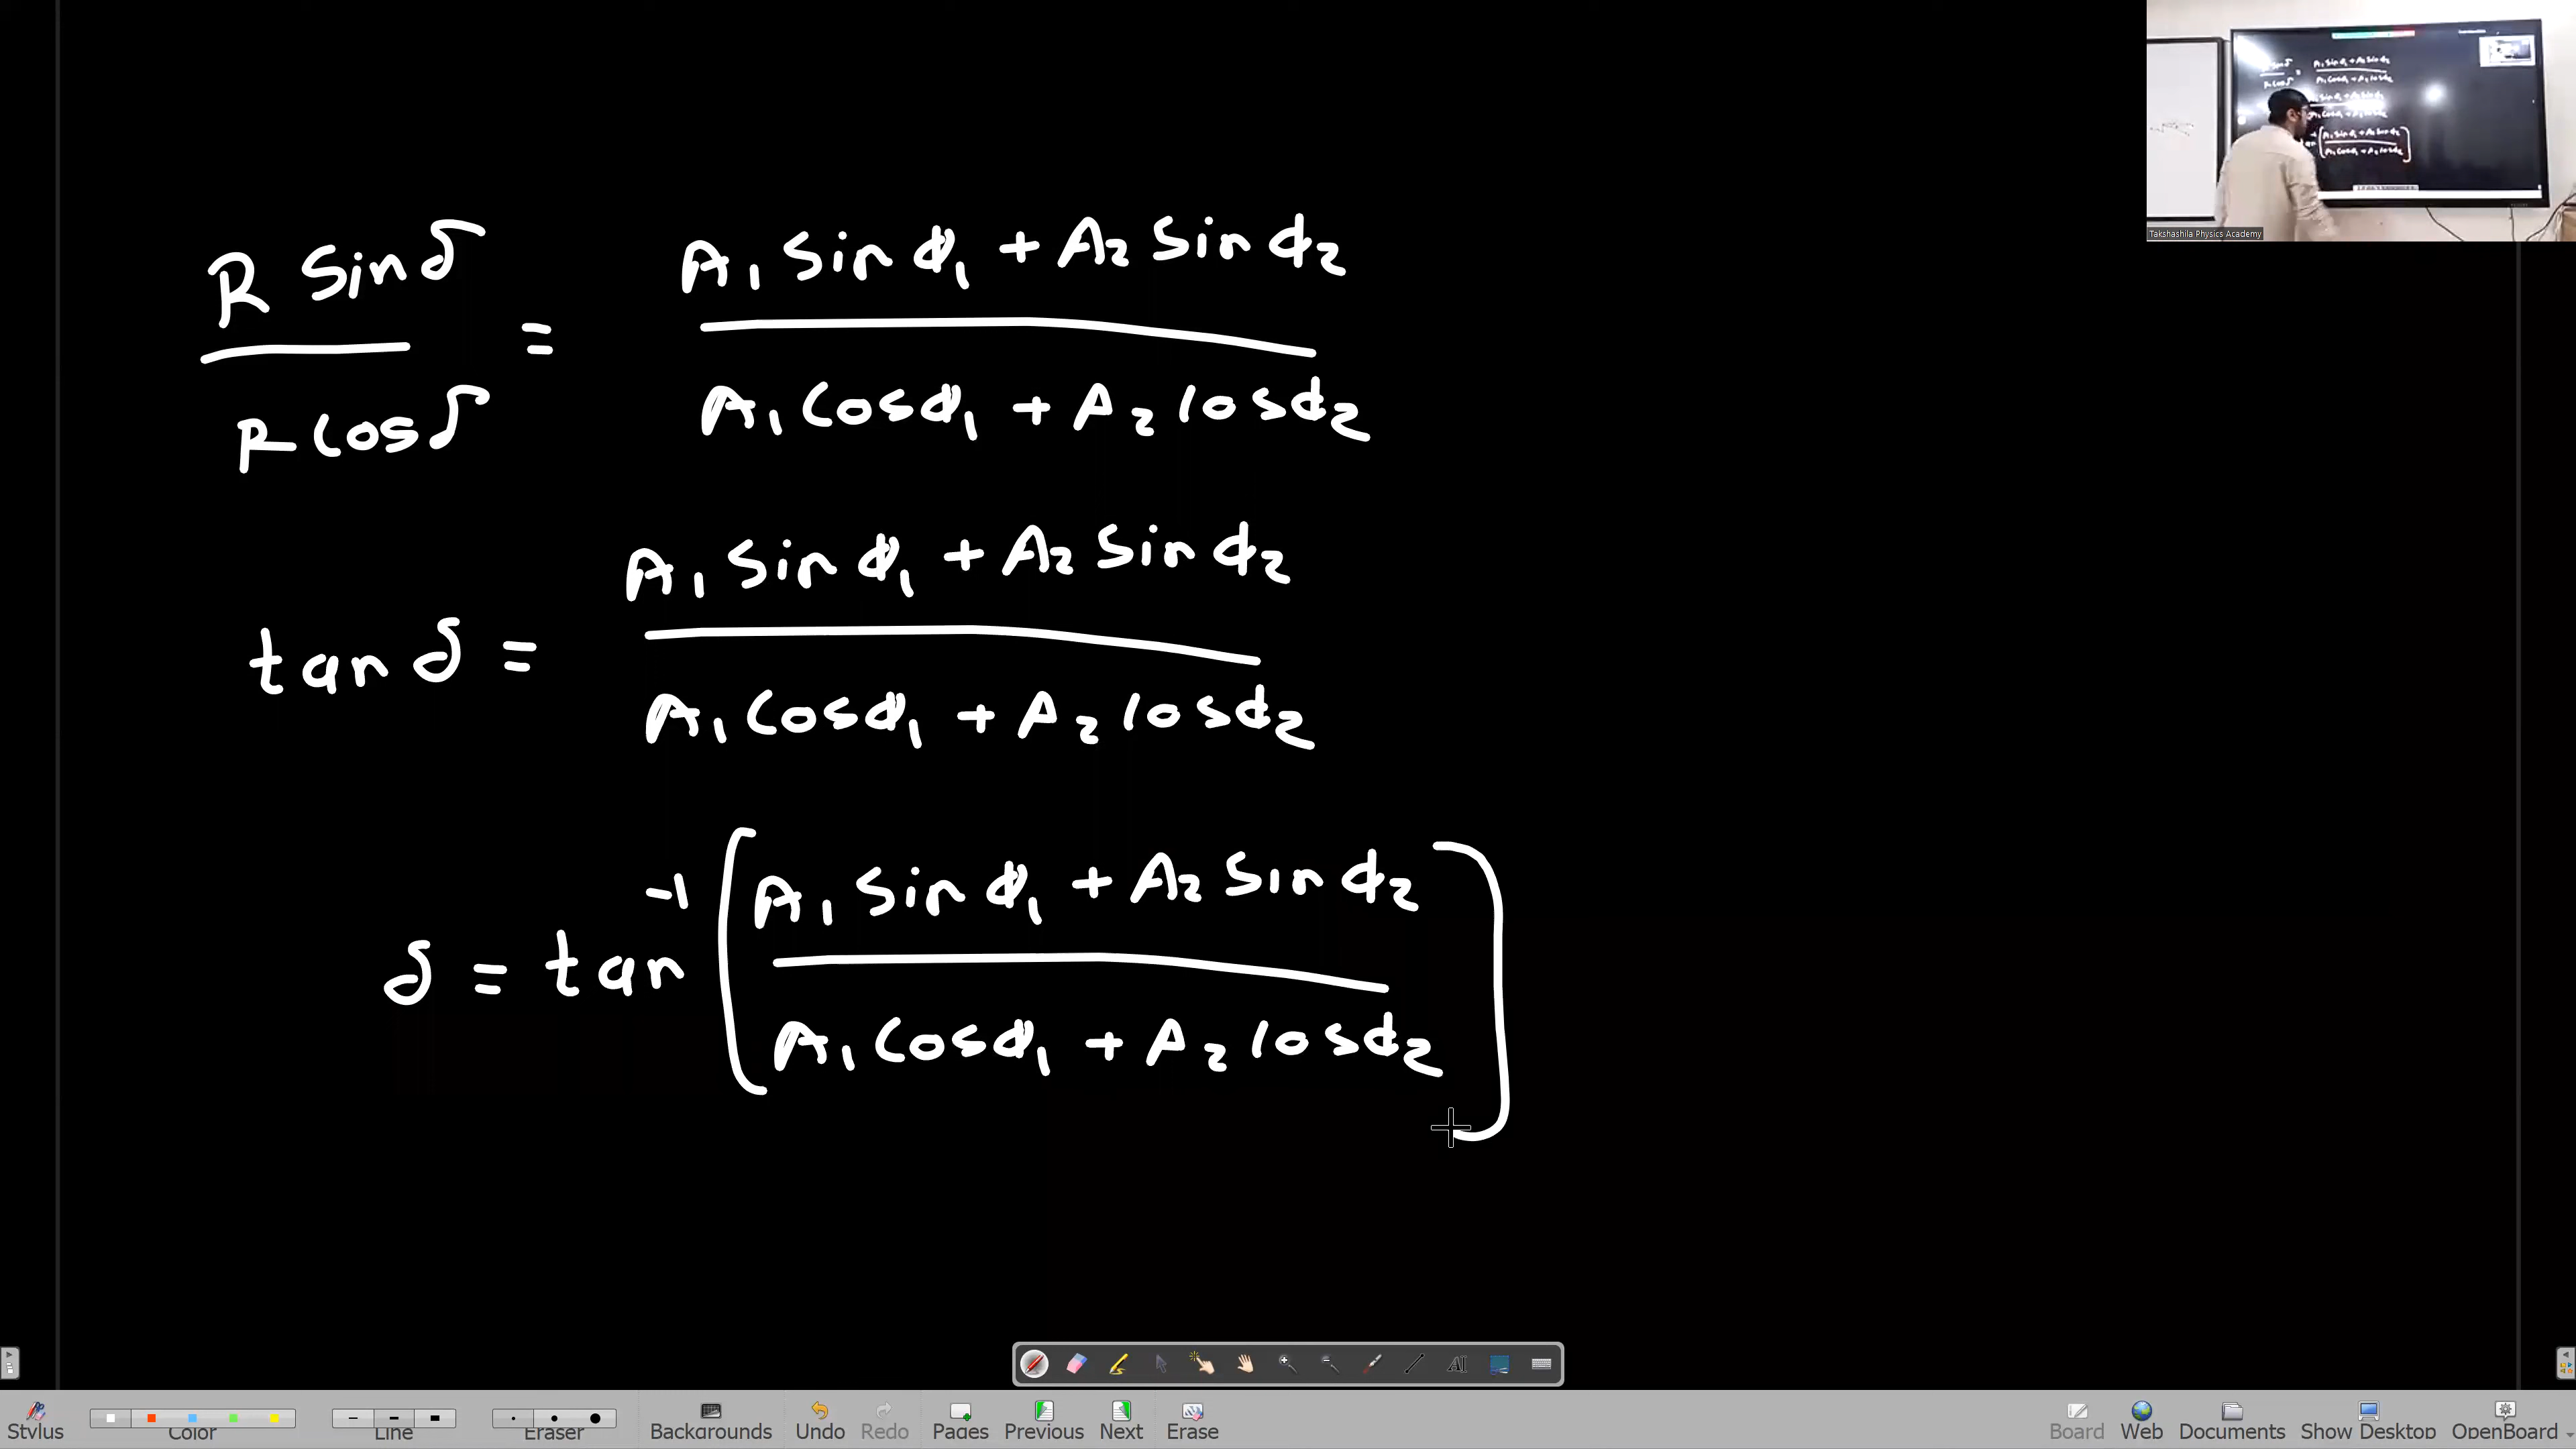 R Sin δ / R Cos δ = A₁ Sin ϕ₁ + A₂ Sin ϕ₂ / A₁ Cos ϕ₁ + A₂ Cos ϕ₂
tan δ = A₁ Sin ϕ₁ + A₂ Sin ϕ₂ / A₁ Cos ϕ₁ + A₂ Cos ϕ₂
δ = tan⁻¹ [ A₁ Sin ϕ₁ + A₂ Sin ϕ₂ / A₁ Cos ϕ₁ + A₂ Cos ϕ₂ ]
Takshashila Physics Academy
Stylus Color Line Eraser Backgrounds Undo Redo Pages Previous Next Erase Board Web Documents Show Desktop OpenBoard